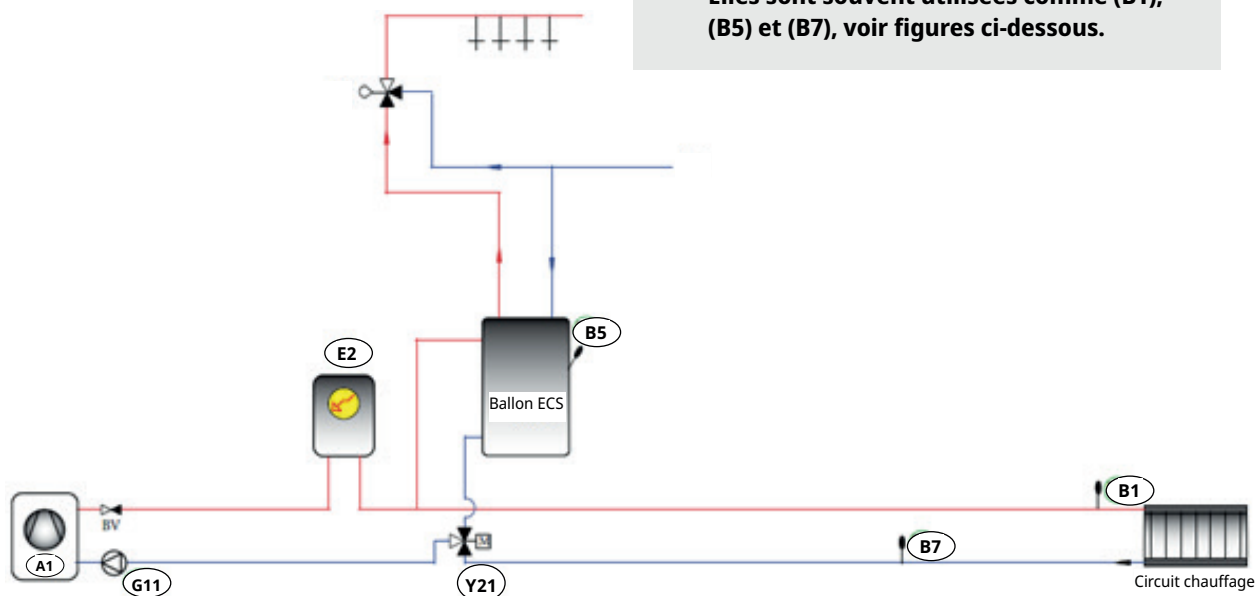 Elles sont souvent utilisées comme (B1),
(B5) et (B7), voir figures ci-dessous.
B5
E2
Ballon ECS
B1
BV
B7
A1
G11
Y21
M
Circuit chauffage